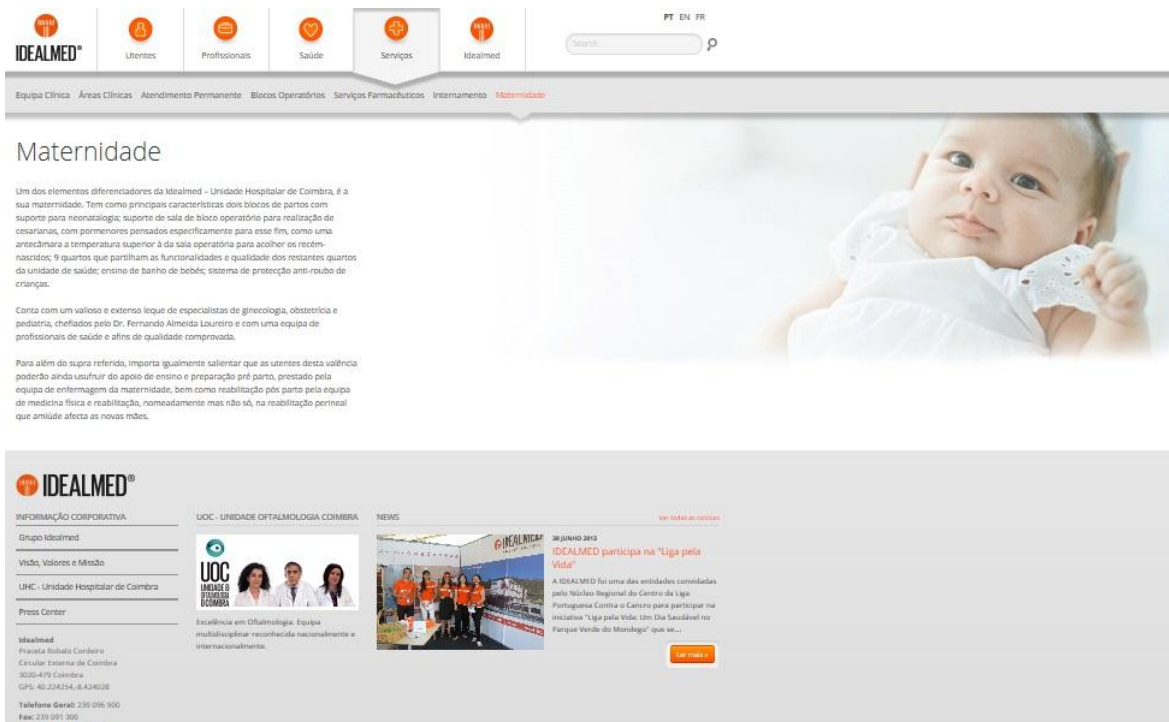 PT EN FR
IDEALMED®
Utentes
Profissionais
Saúde
Serviços
Idealmed
Search
Equipa Clínica Áreas Clínicas Atendimento Permanente Blocos Operatórios Serviços Farmacêuticos Internamento Maternidade
Maternidade
Um dos elementos diferenciadores da Idealmed – Unidade Hospitalar de Coimbra, é a
sua maternidade. Tem como principais características dois blocos de partos com
suporte para neonatalogia; suporte de sala de bloco operatório para realização de
cesarianas, com pormenores pensados especificamente para esse fim, como uma
antecâmara a temperatura superior à da sala operatória para acolher os recém-
nascidos; 9 quartos que partilham as funcionalidades e qualidade dos restantes quartos
da unidade de saúde; ensino de banho de bebés; sistema de protecção anti-roubo de
crianças.
Conta com um valioso e extenso leque de especialistas de ginecologia, obstetrícia e
pediatria, chefiados pelo Dr. Fernando Almeida Loureiro e com uma equipa de
profissionais de saúde e afins de qualidade comprovada.
Para além do supra referido, importa igualmente salientar que as utentes desta valência
poderão ainda usufruir do apoio de ensino e preparação pré parto, prestado pela
equipa de enfermagem da maternidade, bem como reabilitação pós parto pela equipa
de medicina física e reabilitação, nomeadamente mas não só, na reabilitação perineal
que amiúde afecta as novas mães.
IDEALMED®
INFORMAÇÃO CORPORATIVA
Grupo Idealmed
Visão, Valores e Missão
UHC - Unidade Hospitalar de Coimbra
Press Center
Idealmed
Praceta Robalo Cordeiro
Circular Externa de Coimbra
3020-479 Coimbra
GPS: 40.224254,-8.424028
Telefone Geral: 239 096 900
Fax: 239 091 300
UOC - UNIDADE OFTALMOLOGIA COIMBRA
UOC
UNIDADE D
OFTALMOLOGIA
D COIMBRA
Excelência em Oftalmologia. Equipa
multidisciplinar reconhecida nacionalmente e
internacionalmente.
NEWS
Ver todas as notícias
IDEALMED
30 JUNHO 2013
IDEALMED participa na "Liga pela
Vida"
A IDEALMED foi uma das entidades convidadas
pelo Núcleo Regional do Centro da Liga
Portuguesa Contra o Cancro para participar na
iniciativa "Liga pela Vida: Um Dia Saudável no
Parque Verde do Mondego" que se...
Ler mais »